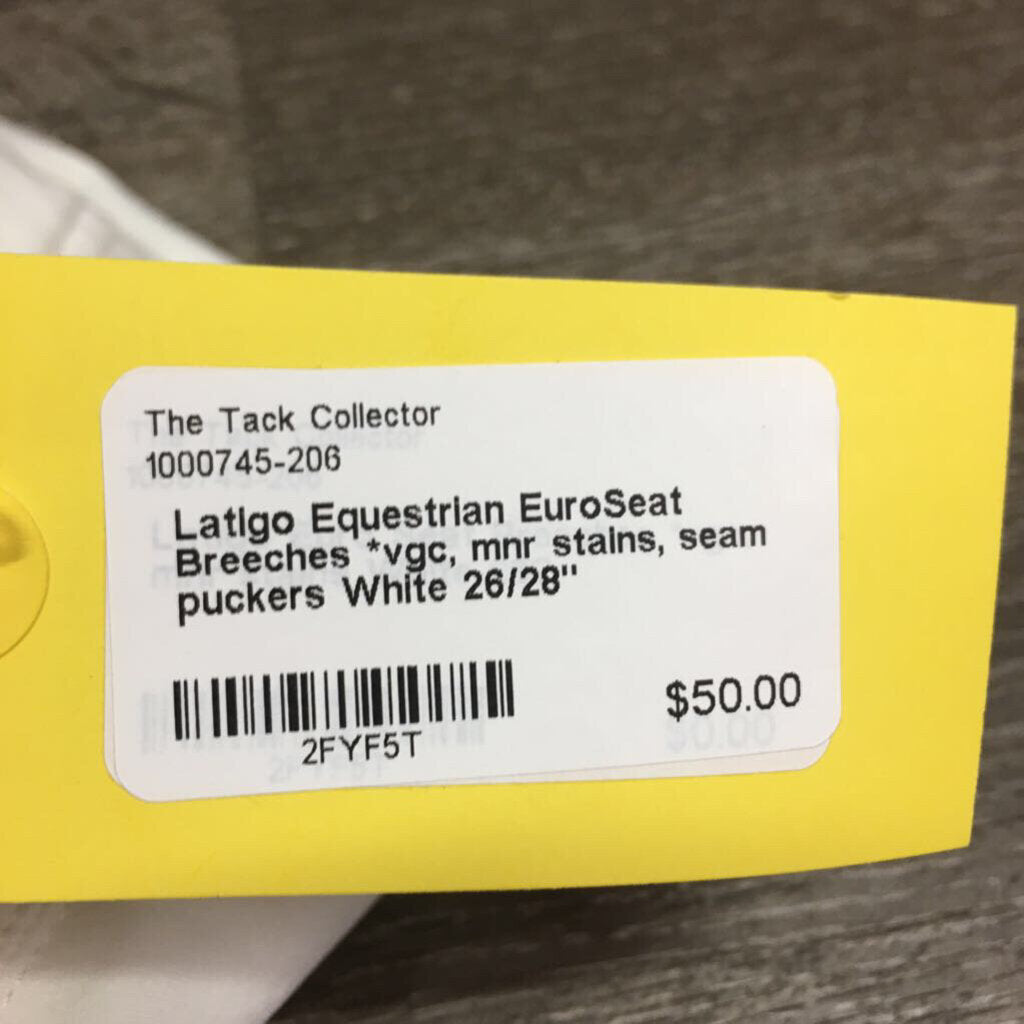 The Tack Collector
1000745-206
Latigo Equestrian EuroSeat
Breeches *vgc, mnr stains, seam
puckers White 26/28"
2FYF5T
$50.00